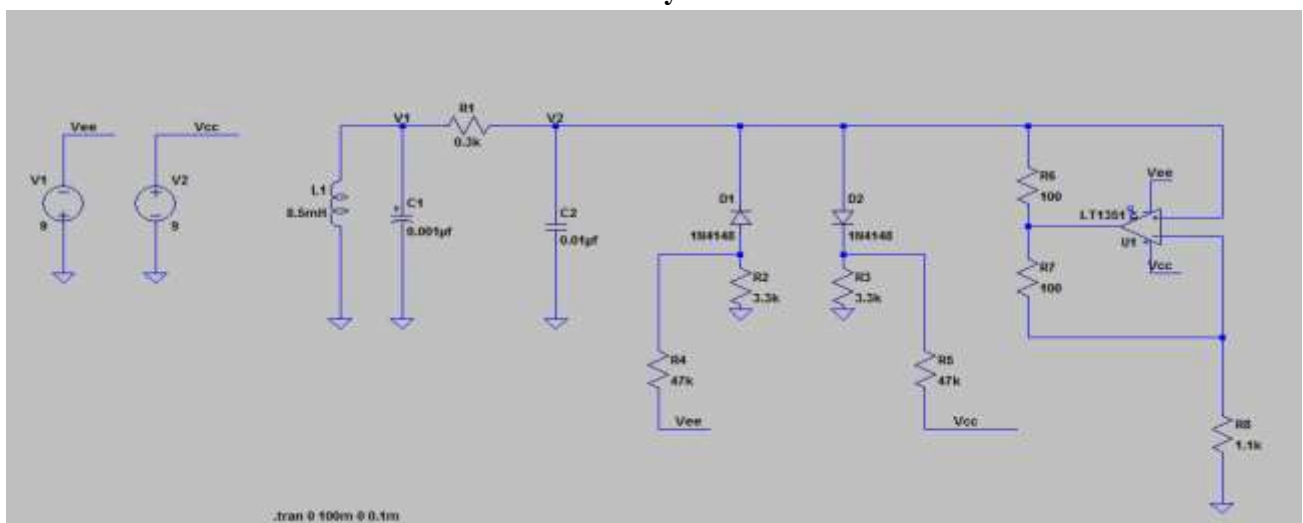 Vee
Vcc
V1
9
V2
9
V1
R1
0.3k
V2
L1
8.5mH
C1
0.001µf
C2
0.01µf
D1
1N4148
D2
1N4148
R2
3.3k
R3
3.3k
R4
47k
Vee
R5
47k
Vcc
R6
100
R7
100
Vee
LT1351
U1
Vcc
R8
1.1k
.tran 0 100m 0 0.1m